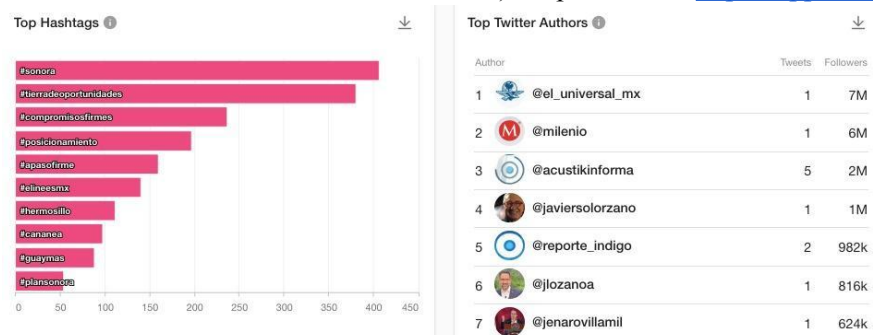 Top Hashtags
#sonora
#tierradeoportunidades
#compromisosfirmes
#posicionamiento
#apasofirme
#elineesmx
#hermosillo
#cananea
#guaymas
#plansonora
0 50 100 150 200 250 300 350 400 450
Top Twitter Authors
Author Tweets Followers
1 @el_universal_mx 1 7M
2 M @milenio 1 6M
3 @acustikinforma 5 2M
4 @javiersolorzano 1 1M
5 @reporte_indigo 2 982k
6 @jlozanoa 1 816k
7 @jenarovillamil 1 624k